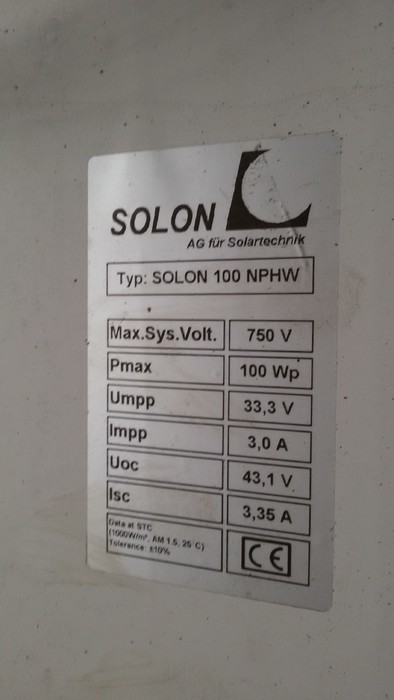 SOLON
AG für Solartechnik
Typ: SOLON 100 NPHW
Max.Sys.Volt. 750 V
Pmax 100 Wp
Umpp 33,3 V
Impp 3,0 A
Uoc 43,1 V
Isc 3,35 A
Data at STC
(1000W/m², AM 1.5, 25°C)
Tolerance: ±10%
CE